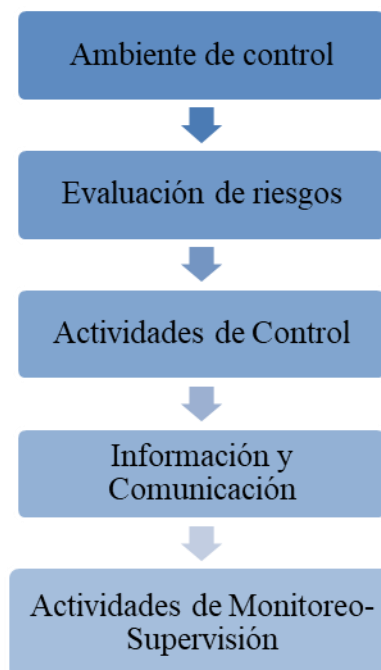 Ambiente de control
Evaluación de riesgos
Actividades de Control
Información y
Comunicación
Actividades de Monitoreo-
Supervisión